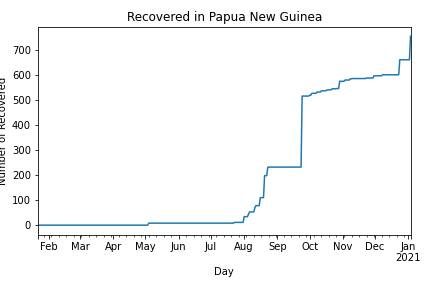 Recovered in Papua New Guinea
Number of Recovered
700
600
500
400
300
200
100
0
Feb Mar Apr May Jun Jul Aug Sep Oct Nov Dec Jan
2021
Day